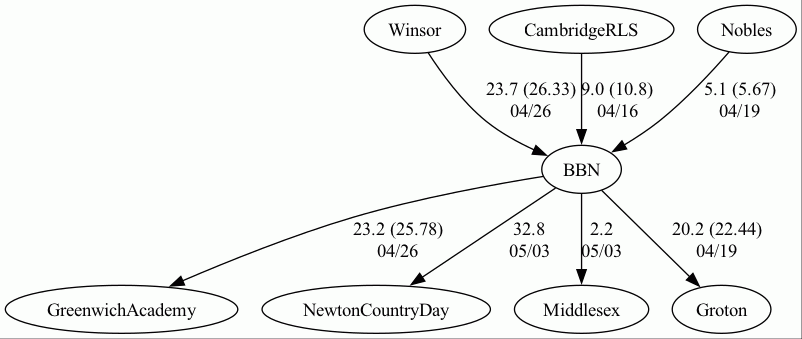 Winsor
CambridgeRLS
Nobles
23.7 (26.33)
04/26
9.0 (10.8)
04/16
5.1 (5.67)
04/19
BBN
23.2 (25.78)
04/26
32.8
05/03
2.2
05/03
20.2 (22.44)
04/19
GreenwichAcademy
NewtonCountryDay
Middlesex
Groton